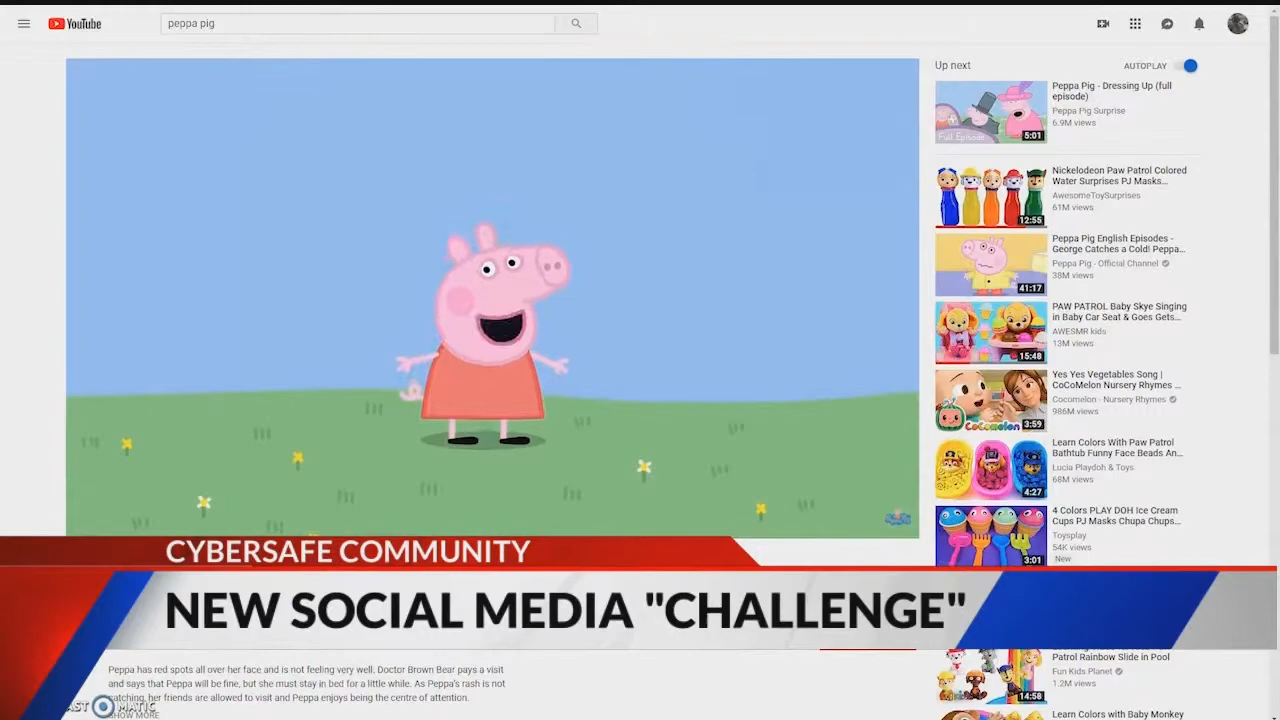 YouTube
peppa pig
Up next
AUTOPLAY
Peppa Pig - Dressing Up (full
episode)
Peppa Pig Surprise
6.9M views
Full Episode
5:01
Nickelodeon Paw Patrol Colored
Water Surprises PJ Masks...
AwesomeToySurprises
61M views
12:55
Peppa Pig English Episodes -
George Catches a Cold! Peppa...
Peppa Pig - Official Channel
38M views
41:17
PAW PATROL Baby Skye Singing
in Baby Car Seat & Goes Gets...
AWESMR kids
13M views
15:48
Yes Yes Vegetables Song |
CoCoMelon Nursery Rhymes ...
Cocomelon - Nursery Rhymes
986M views
CoComeLon
3:59
Learn Colors With Paw Patrol
Bathtub Funny Face Beads An...
Lucia Playdoh & Toys
68M views
4:27
4 Colors PLAY DOH Ice Cream
Cups PJ Masks Chupa Chups...
Toysplay
54K views
New
3:01
CYBERSAFE COMMUNITY
NEW SOCIAL MEDIA "CHALLENGE"
Patrol Rainbow Slide in Pool
Fun Kids Planet
1.2M views
14:58
Learn Colors with Baby Monkey
Peppa has red spots all over her face and is not feeling very well. Doctor Brown Bear pays a visit
and says that Peppa will be fine, but she must stay in bed for a little while. As Peppa's rash is not
catching, her friends are allowed to visit and Peppa enjoys being the centre of attention.
SHOW MORE
AST MATIC